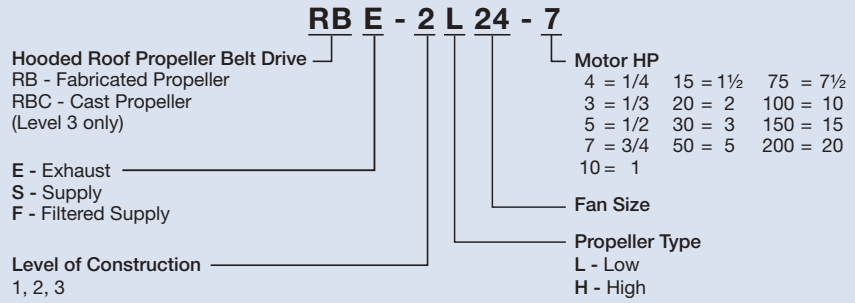 RB E - 2 L 24 - 7
Hooded Roof Propeller Belt Drive
RB - Fabricated Propeller
RBC - Cast Propeller
(Level 3 only)
E - Exhaust
S - Supply
F - Filtered Supply
Level of Construction
1, 2, 3
Motor HP
4 = 1/4 15 = 1½ 75 = 7½
3 = 1/3 20 = 2 100 = 10
5 = 1/2 30 = 3 150 = 15
7 = 3/4 50 = 5 200 = 20
10 = 1
Fan Size
Propeller Type
L - Low
H - High